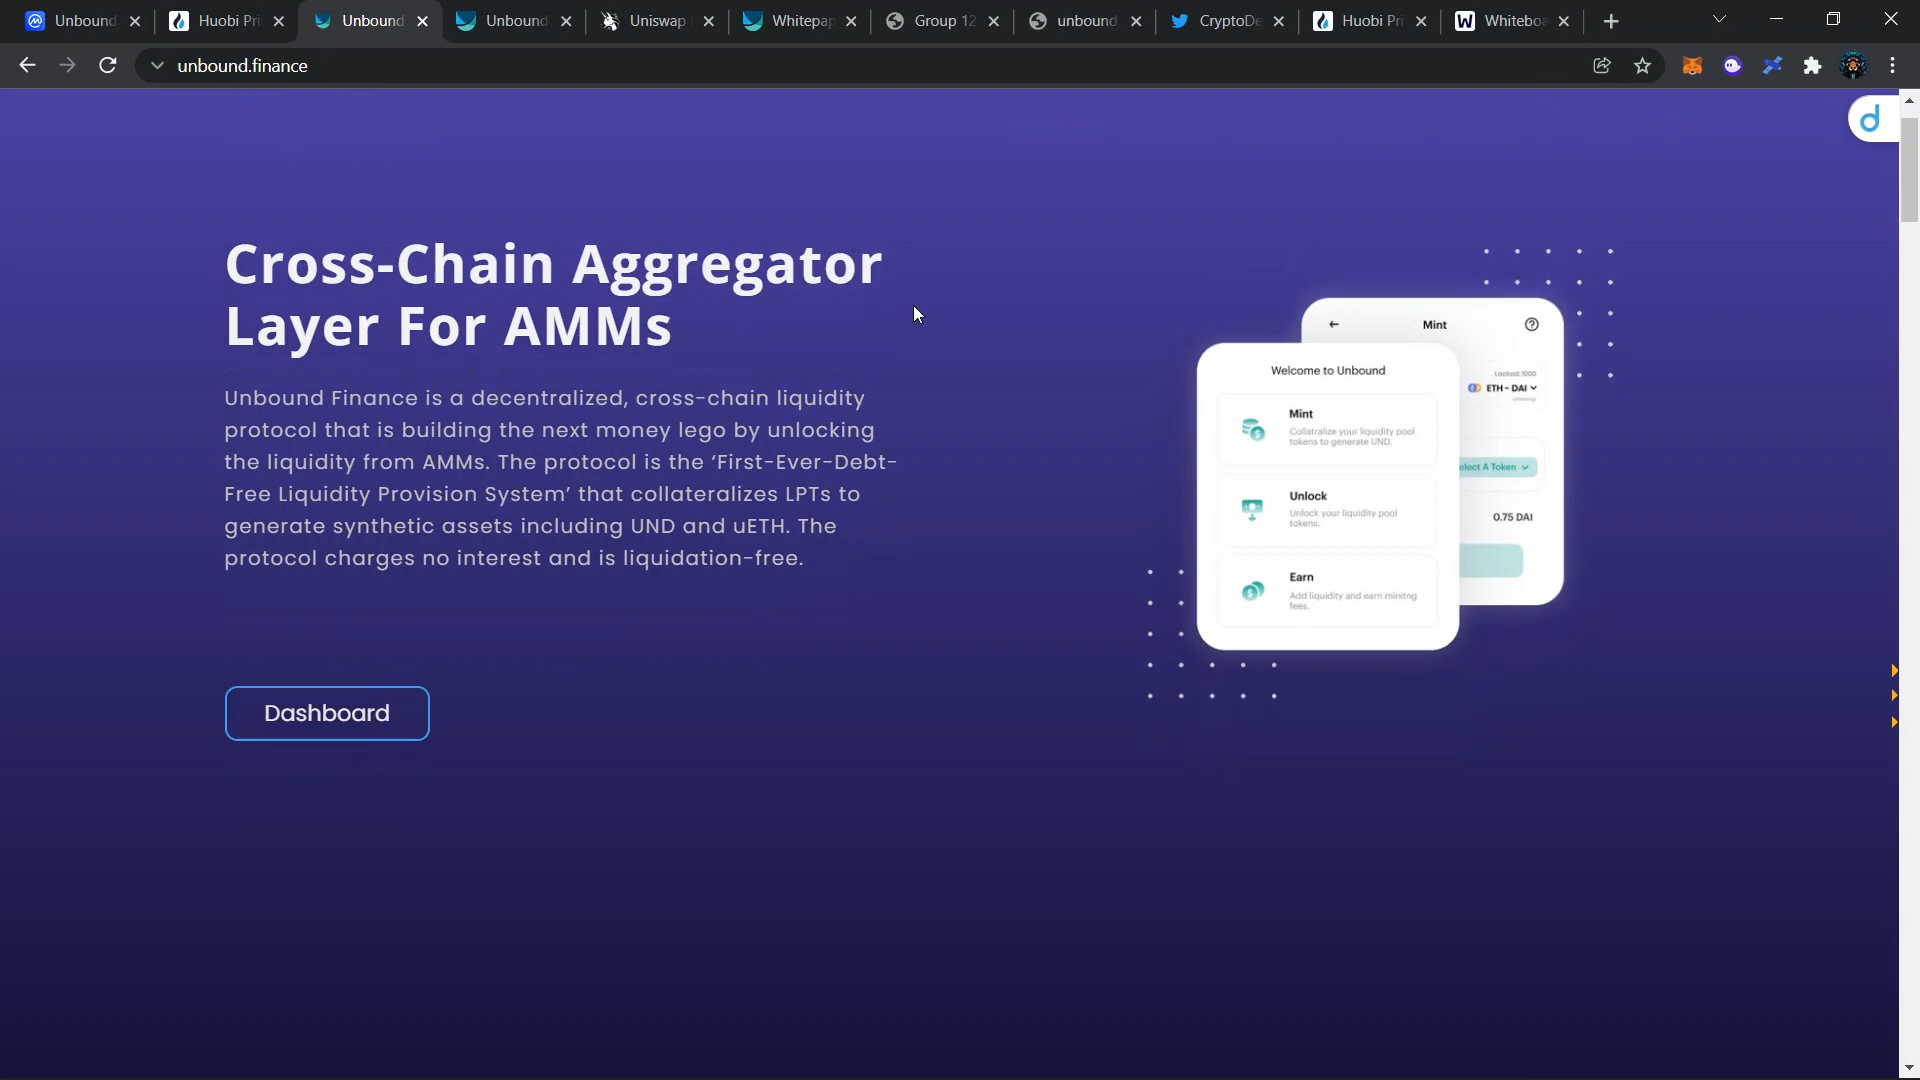 Unbound
Huobi Pri
Unbound
Unbound
Uniswap
Whitepap
Group 12
unbound
CryptoDe
Huobi Pri
Whiteboa
unbound.finance
Cross-Chain Aggregator
Layer For AMMs
Unbound Finance is a decentralized, cross-chain liquidity
protocol that is building the next money lego by unlocking
the liquidity from AMMs. The protocol is the ‘First-Ever-Debt-
Free Liquidity Provision System’ that collateralizes LPTs to
generate synthetic assets including UND and uETH. The
protocol charges no interest and is liquidation-free.
Dashboard
Mint
Locked: 1000
ETH - DAI
uniswap
elect A Token
0.75 DAI
Welcome to Unbound
Mint
Collatralize your liquidity pool
tokens to generate UND.
Unlock
Unlock your liquidity pool
tokens.
Earn
Add liquidity and earn miniting
fees.